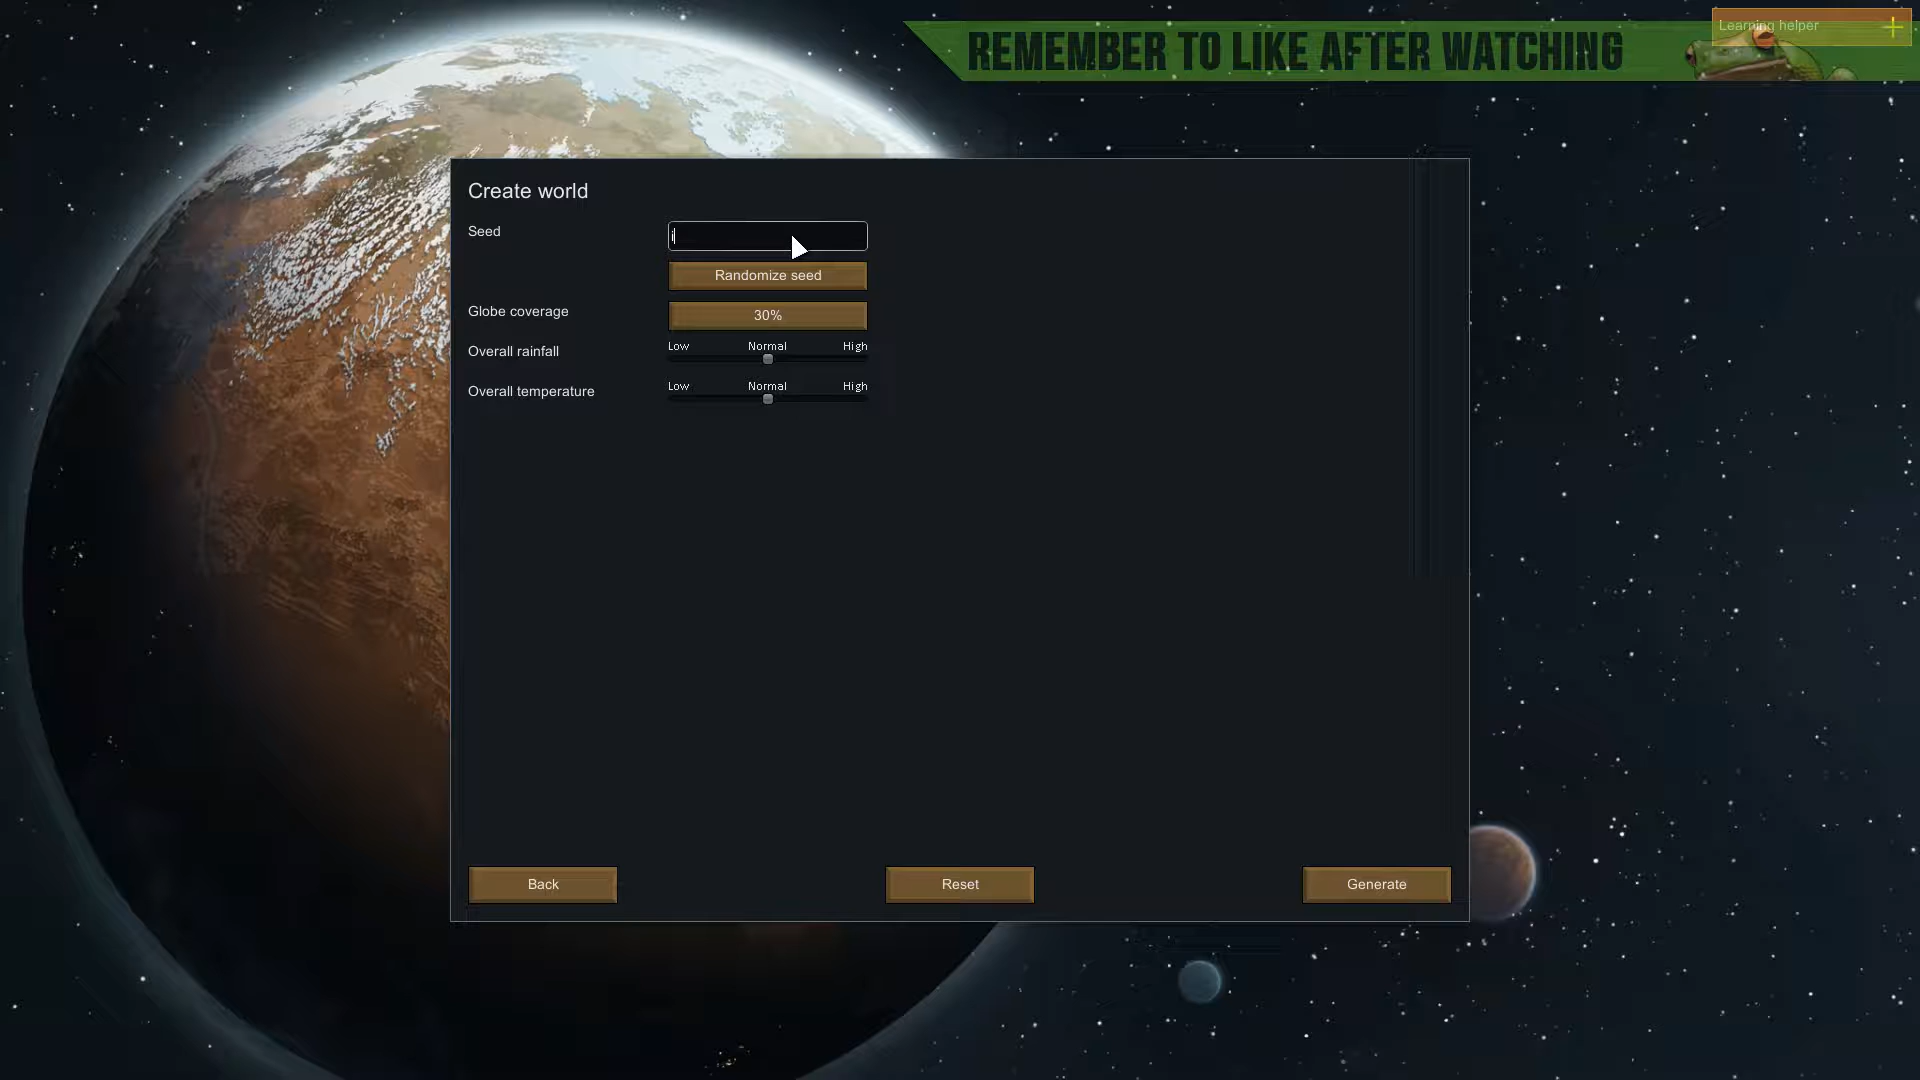 Learning helper
REMEMBER TO LIKE AFTER WATCHING
Create world
Seed
i
Randomize seed
Globe coverage
30%
Overall rainfall
Low Normal High
Overall temperature
Low Normal High
Back
Reset
Generate